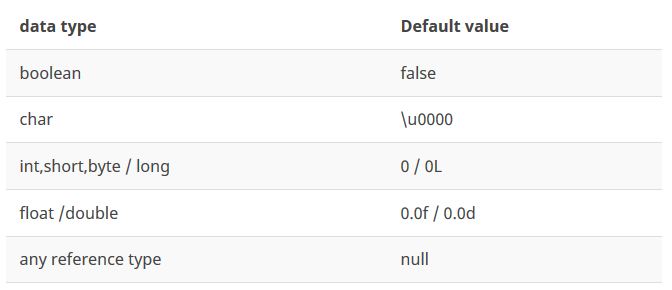 data type Default value
boolean false
char \u0000
int,short,byte / long 0 / 0L
float /double 0.0f / 0.0d
any reference type null